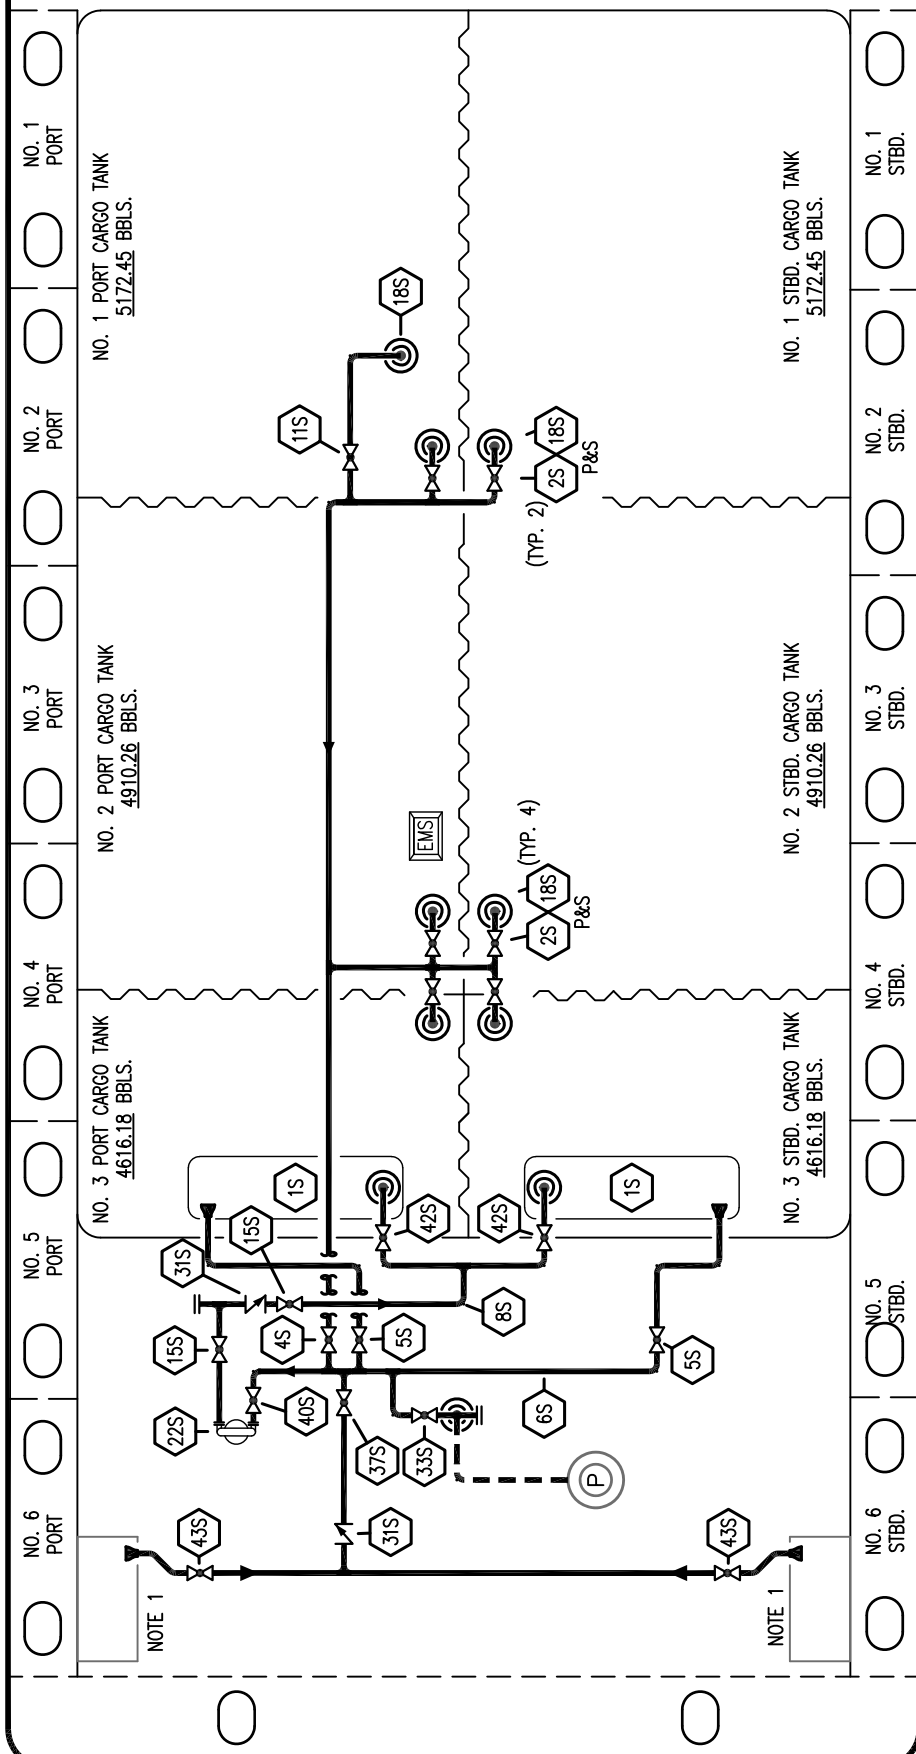 NO. 1
PORT
NO. 2
PORT
NO. 3
PORT
NO. 4
PORT
NO. 5
PORT
NO. 6
PORT
NO. 1 PORT CARGO TANK
5172.45 BBLS.
NO. 2 PORT CARGO TANK
4910.26 BBLS.
NO. 3 PORT CARGO TANK
4616.18 BBLS.
NO. 1 STBD. CARGO TANK
5172.45 BBLS.
NO. 2 STBD. CARGO TANK
4910.26 BBLS.
NO. 3 STBD. CARGO TANK
4616.18 BBLS.
NO. 1
STBD.
NO. 2
STBD.
NO. 3
STBD.
NO. 4
STBD.
NO. 5
STBD.
NO. 6
STBD.
18S
11S
18S
2S
P&S
(TYP. 2)
EMS
(TYP. 4)
18S
2S
P&S
1S
1S
42S
42S
15S
31S
8S
15S
4S
5S
5S
22S
40S
6S
37S
33S
P
31S
43S
43S
NOTE 1
NOTE 1